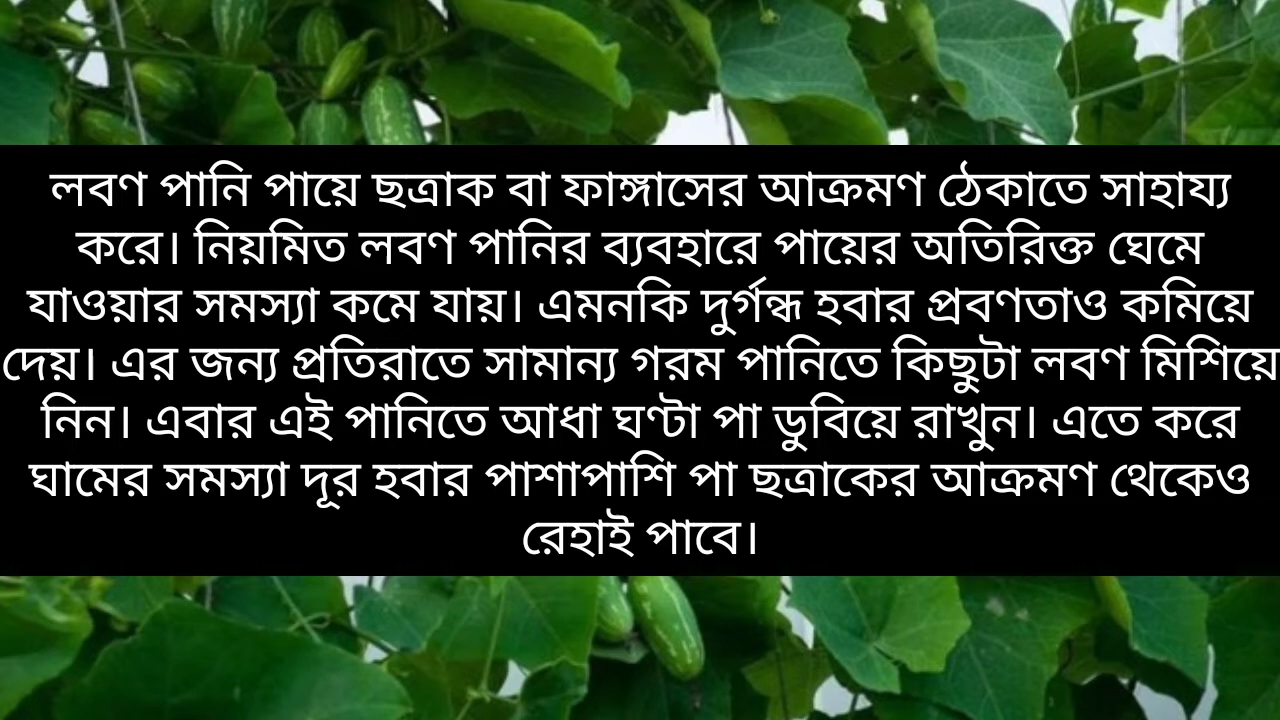 লবণ পানি পায়ে ছত্রাক বা ফাঙ্গাসের আক্রমণ ঠেকাতে সাহায্য
করে। নিয়মিত লবণ পানির ব্যবহারে পায়ের অতিরিক্ত ঘেমে
যাওয়ার সমস্যা কমে যায়। এমনকি দুর্গন্ধ হবার প্রবণতাও কমিয়ে
দেয়। এর জন্য প্রতিরাতে সামান্য গরম পানিতে কিছুটা লবণ মিশিয়ে
নিন। এবার এই পানিতে আধা ঘণ্টা পা ডুবিয়ে রাখুন। এতে করে
ঘামের সমস্যা দূর হবার পাশাপাশি পা ছত্রাকের আক্রমণ থেকেও
রেহাই পাবে।